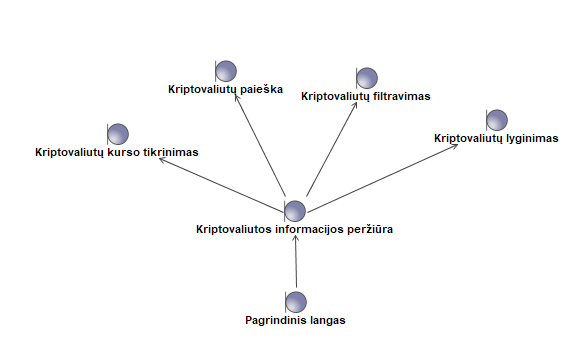 Kriptovaliutų paieška
Kriptovaliutų filtravimas
Kriptovaliutų lyginimas
Kriptovaliutų kurso tikrinimas
Kriptovaliutos informacijos peržiūra
Pagrindinis langas